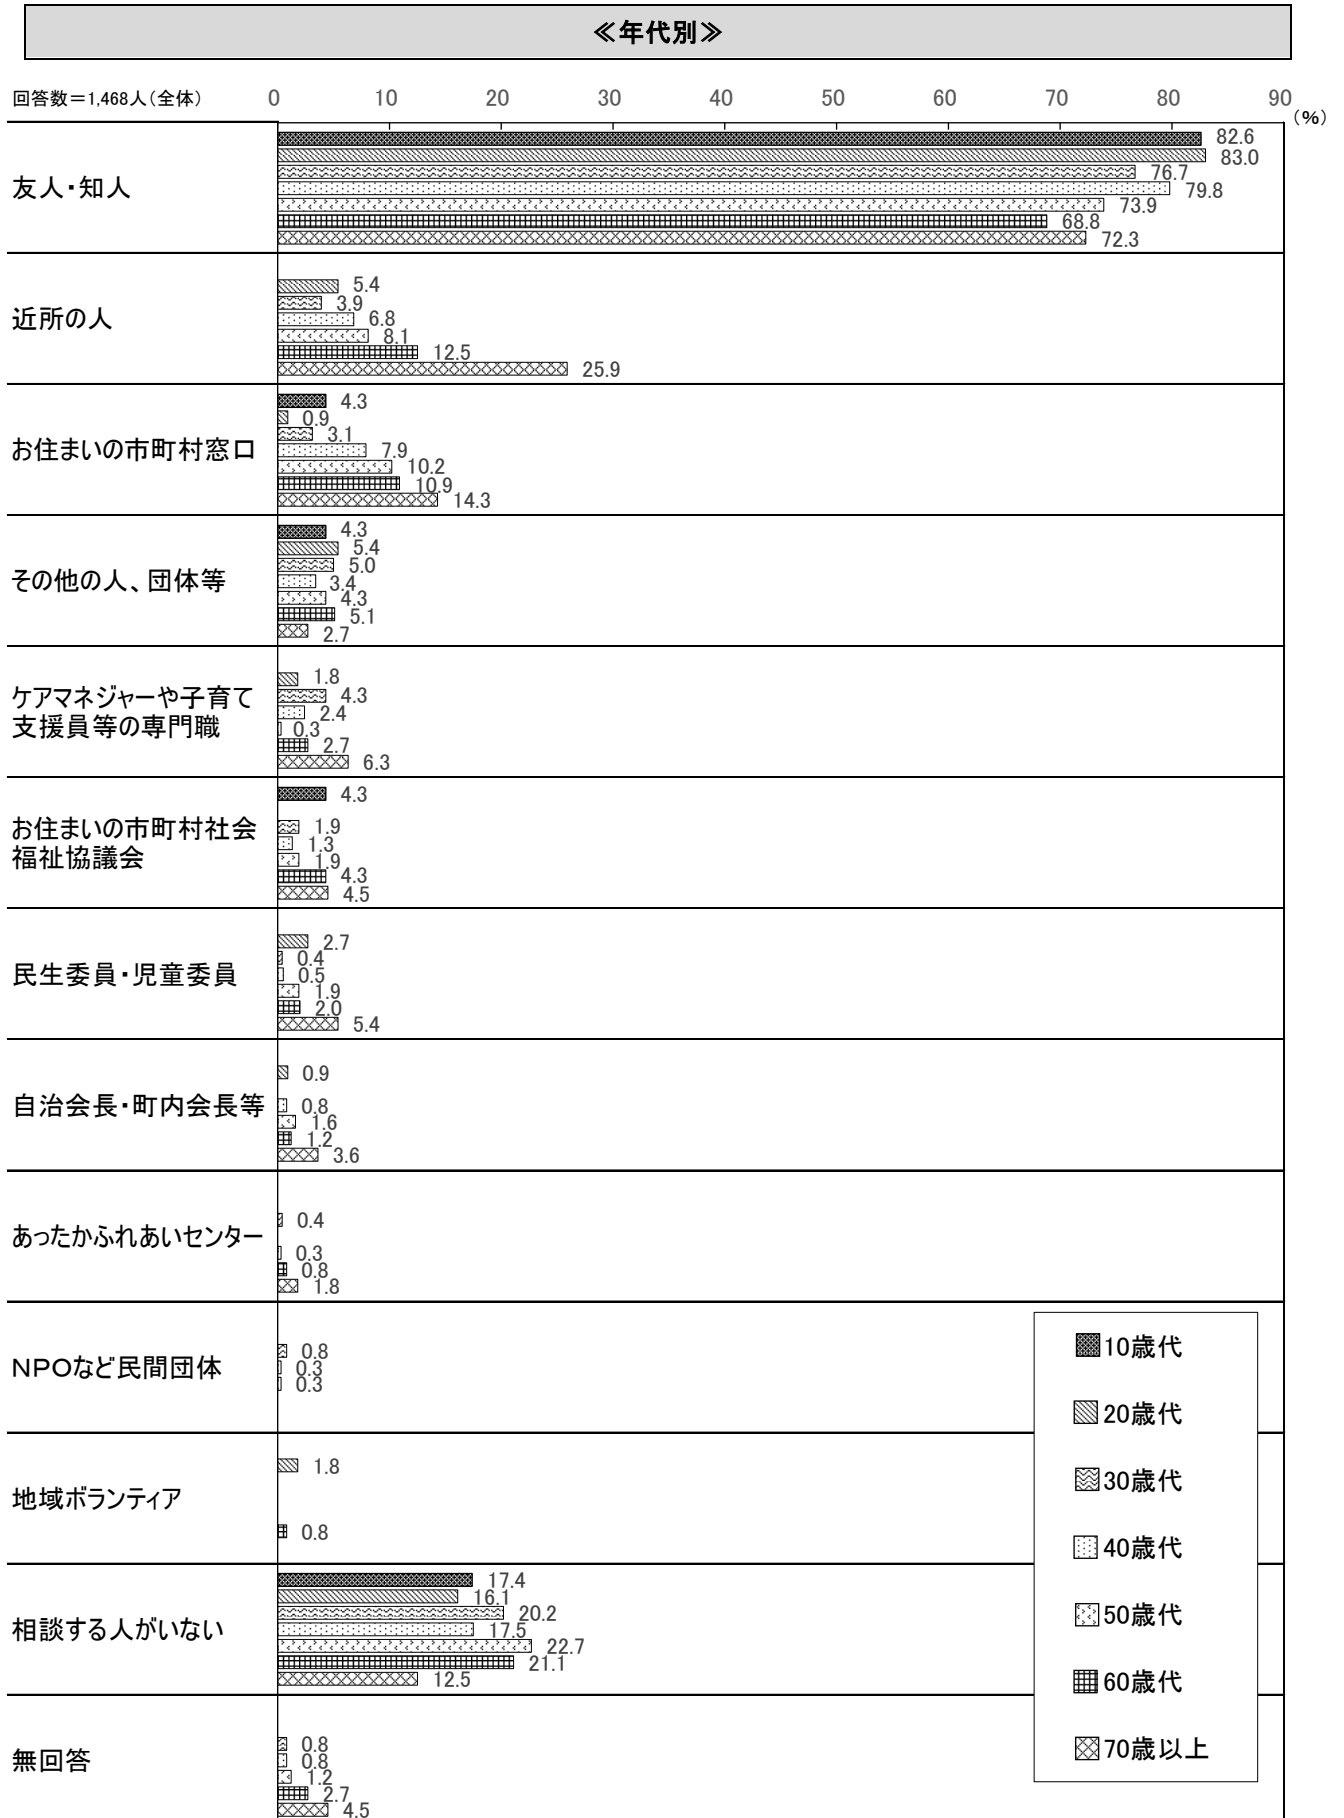 ≪年代別≫
回答数＝1,468人（全体）
0 10 20 30 40 50 60 70 80 90
（％）
友人・知人
82.6
83.0
76.7
79.8
73.9
68.8
72.3
近所の人
5.4
3.9
6.8
8.1
12.5
25.9
お住まいの市町村窓口
4.3
0.9
3.1
7.9
10.2
10.9
14.3
その他の人、団体等
4.3
5.4
5.0
3.4
4.3
5.1
2.7
ケアマネジャーや子育て
支援員等の専門職
1.8
4.3
2.4
0.3
2.7
6.3
お住まいの市町村社会
福祉協議会
4.3
1.9
1.3
1.9
4.3
4.5
民生委員・児童委員
2.7
0.4
0.5
1.9
2.0
5.4
自治会長・町内会長等
0.9
0.8
1.6
1.2
3.6
あったかふれあいセンター
0.4
0.3
0.8
1.8
ＮＰＯなど民間団体
0.8
0.3
0.3
地域ボランティア
1.8
0.8
相談する人がいない
17.4
16.1
20.2
17.5
22.7
21.1
12.5
無回答
0.8
0.8
1.2
2.7
4.5
10歳代
20歳代
30歳代
40歳代
50歳代
60歳代
70歳以上